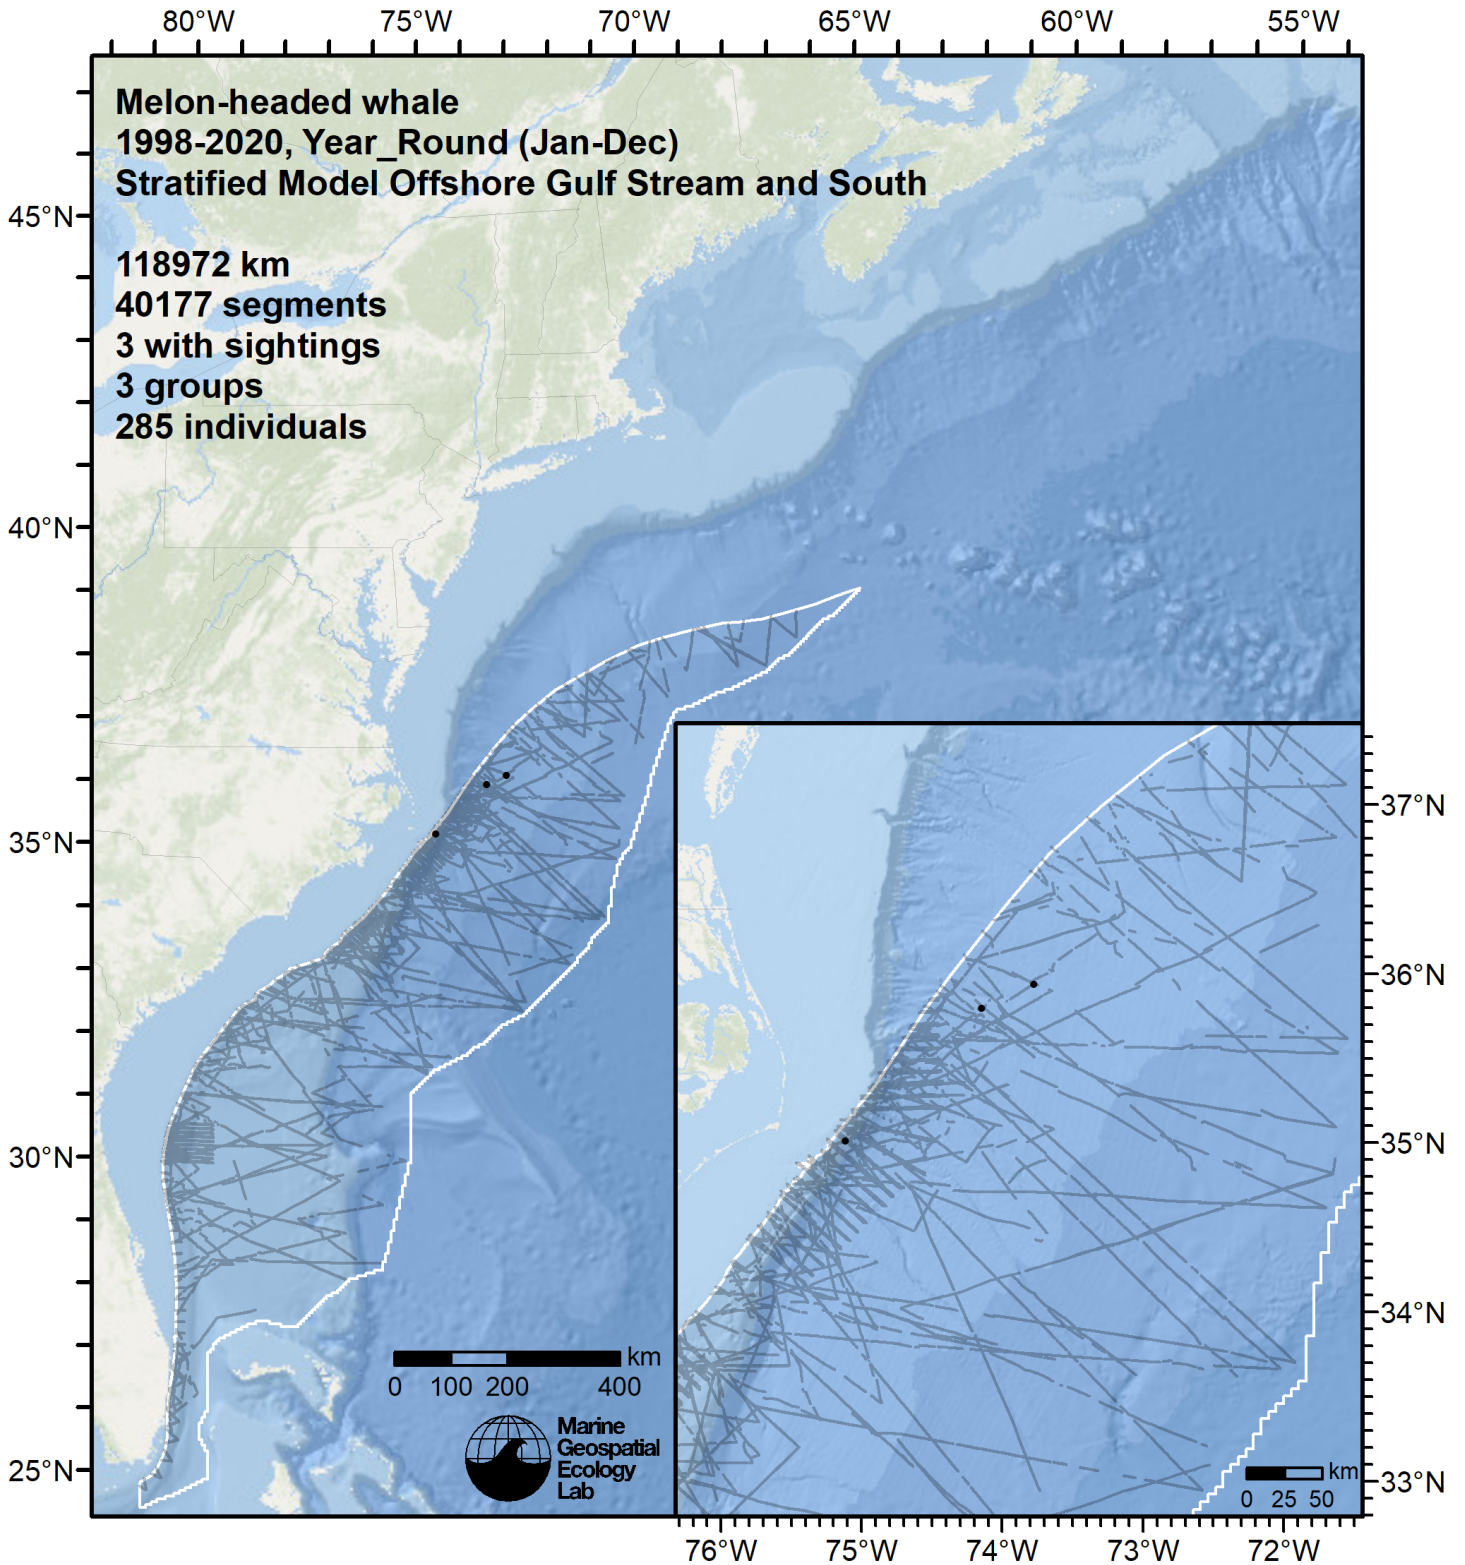 80°W 75°W 70°W 65°W 60°W 55°W
Melon-headed whale
1998-2020, Year_Round (Jan-Dec)
Stratified Model Offshore Gulf Stream and South
118972 km
40177 segments
3 with sightings
3 groups
285 individuals
45°N
40°N
35°N
30°N
25°N
37°N
36°N
35°N
34°N
33°N
km
0 100 200 400
Marine
Geospatial
Ecology
Lab
km
0 25 50
76°W 75°W 74°W 73°W 72°W